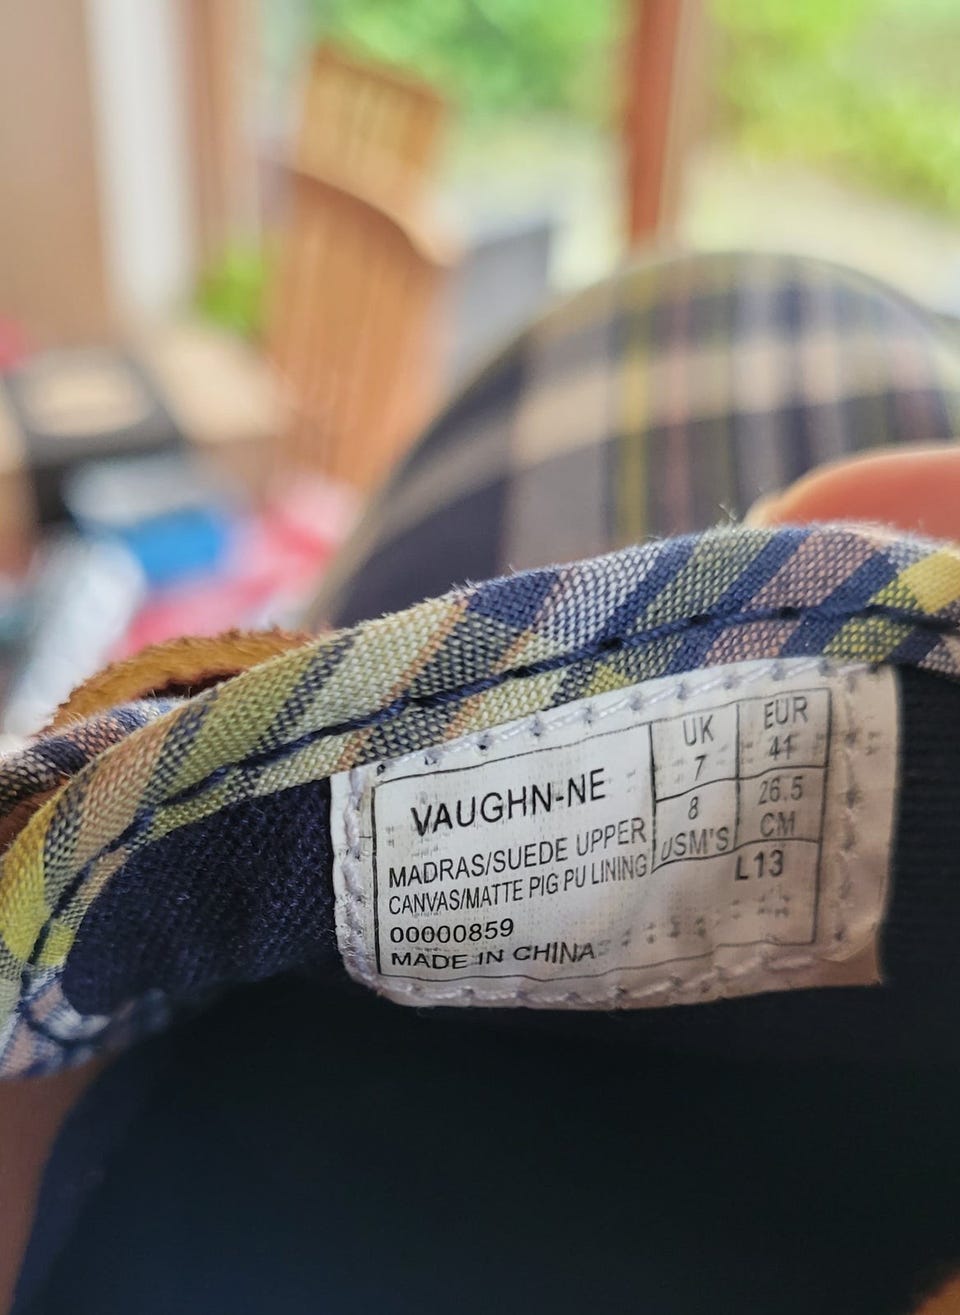 VAUGHN-NE
MADRAS/SUEDE UPPER
CANVAS/MATTE PIG PU LINING
00000859
MADE IN CHINA
UK
7
EUR
41
8
USM'S
26.5
CM
L13